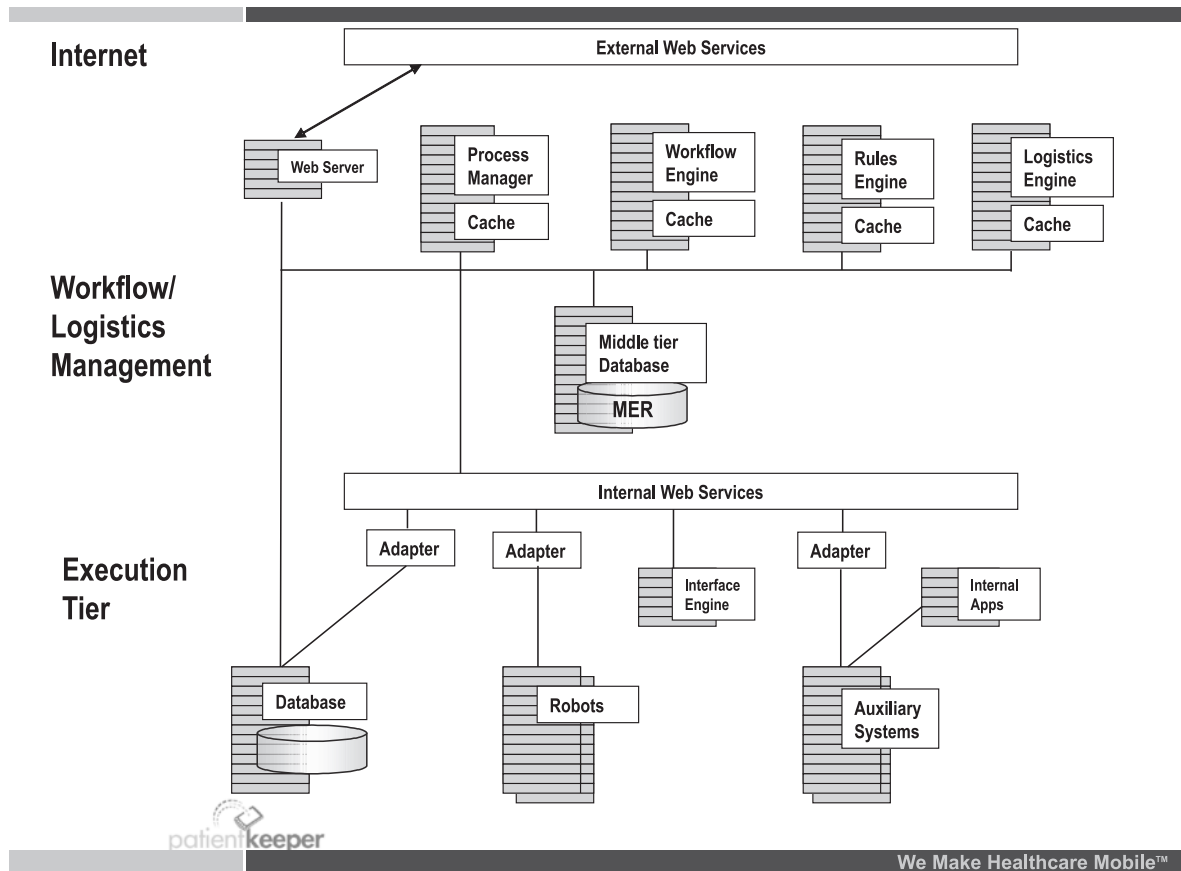 Internet
External Web Services
Web Server
Process
Manager
Cache
Workflow
Engine
Cache
Rules
Engine
Cache
Logistics
Engine
Cache
Workflow/
Logistics
Management
Middle tier
Database
MER
Internal Web Services
Execution
Tier
Adapter
Adapter
Interface
Engine
Adapter
Internal
Apps
Database
Robots
Auxiliary
Systems
patientkeeper
We Make Healthcare Mobile™